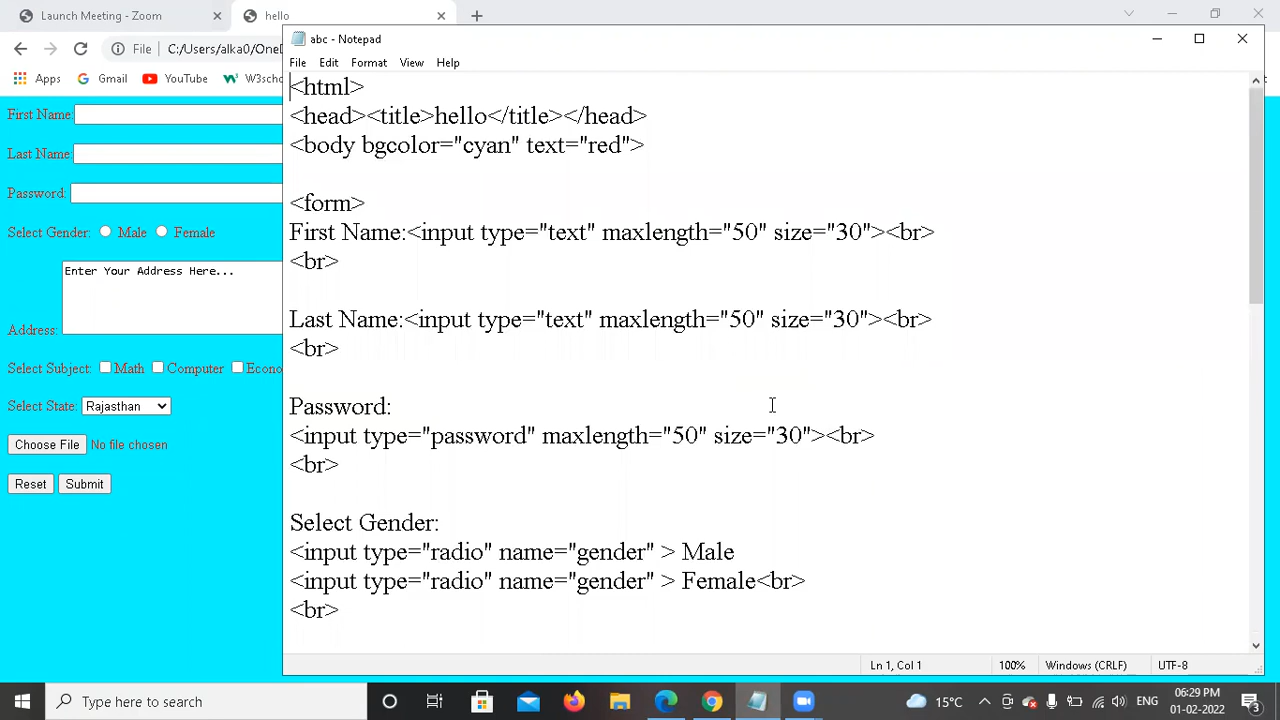 Launch Meeting - Zoom
hello
File
C:/Users/alka0/OneD
Apps
Gmail
YouTube
W3scho
First Name:
Last Name:
Password:
Select Gender: Male Female
Enter Your Address Here...
Address:
Select Subject: Math Computer Econo
Select State: Rajasthan
Choose File No file chosen
Reset Submit
abc - Notepad
File Edit Format View Help
<html>
<head><title>hello</title></head>
<body bgcolor="cyan" text="red">
<form>
First Name:<input type="text" maxlength="50" size="30"><br>
<br>
Last Name:<input type="text" maxlength="50" size="30"><br>
<br>
Password:
<input type="password" maxlength="50" size="30"><br>
<br>
Select Gender:
<input type="radio" name="gender" > Male
<input type="radio" name="gender" > Female<br>
<br>
Ln 1, Col 1 100% Windows (CRLF) UTF-8
Type here to search
15°C
ENG
06:29 PM
01-02-2022
3